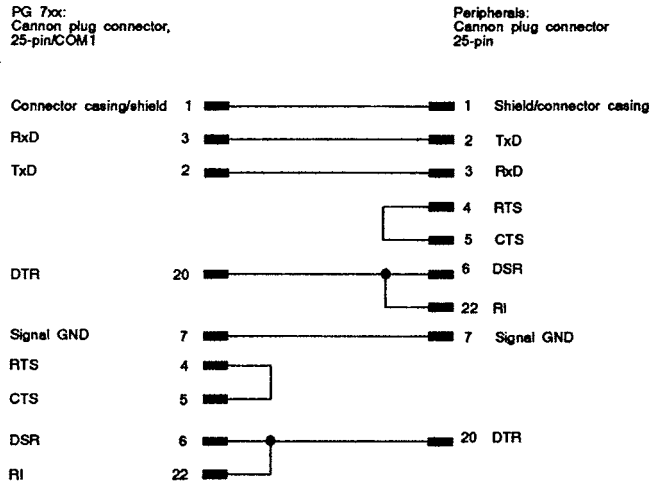 PG 7xx:
Cannon plug connector,
25-pin/COM1
Peripherals:
Cannon plug connector
25-pin
Connector casing/shield 1 1 Shield/connector casing
RxD 3 2 TxD
TxD 2 3 RxD
4 RTS
5 CTS
DTR 20 6 DSR
22 RI
Signal GND 7 7 Signal GND
RTS 4
CTS 5
DSR 6 20 DTR
RI 22